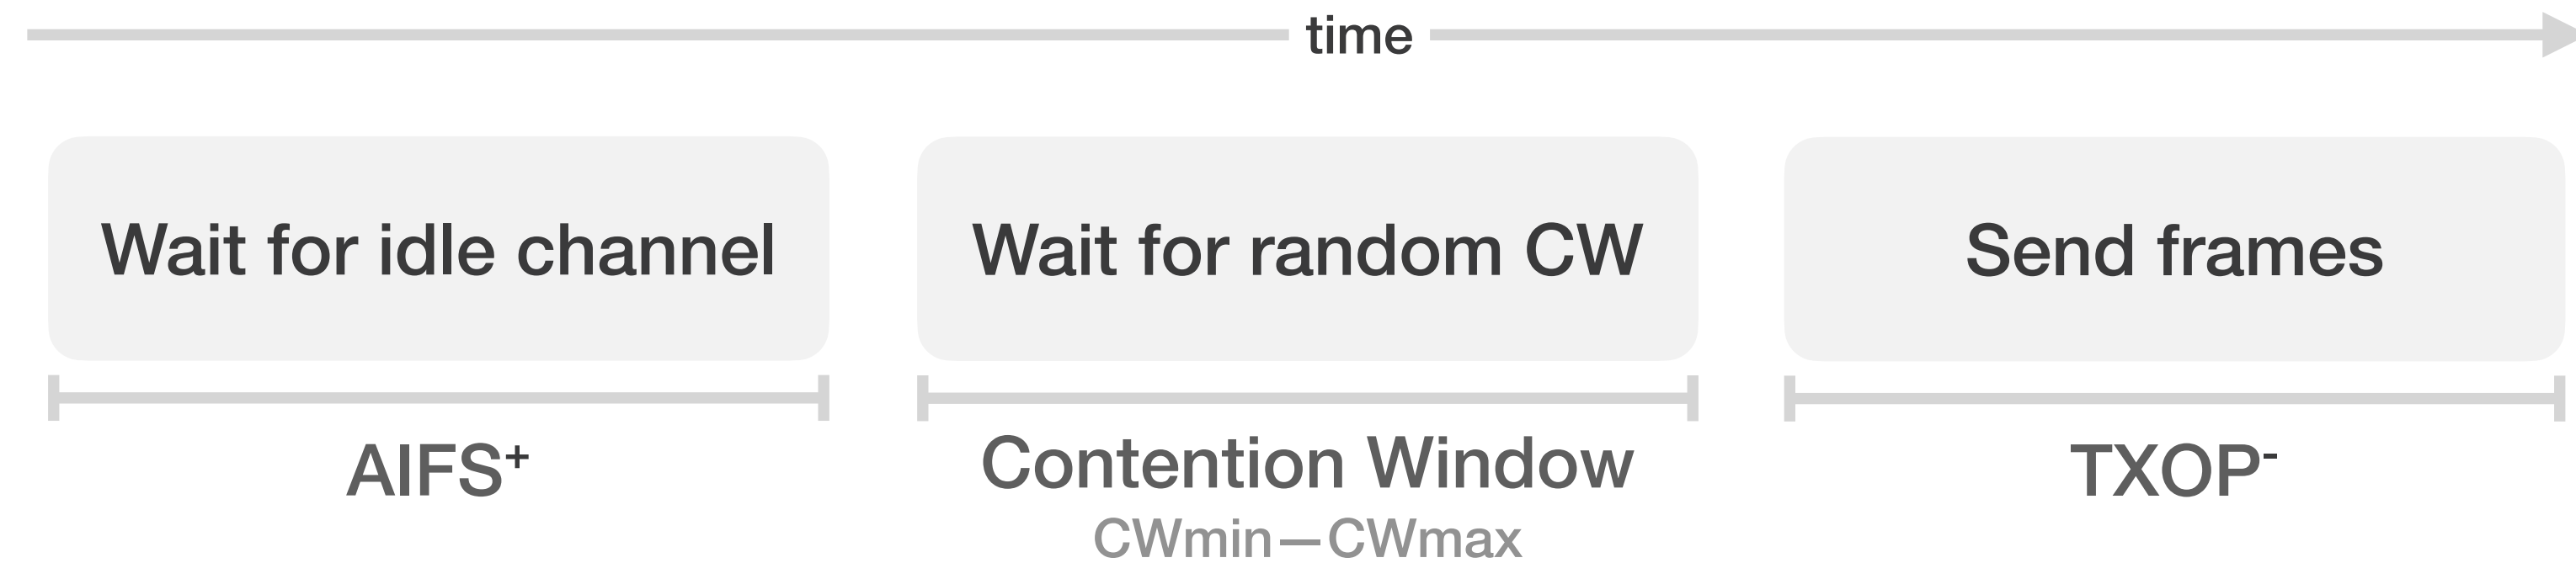 time
Wait for idle channel
Wait for random CW
Send frames
AIFS⁺
Contention Window
CWmin—CWmax
TXOP⁻